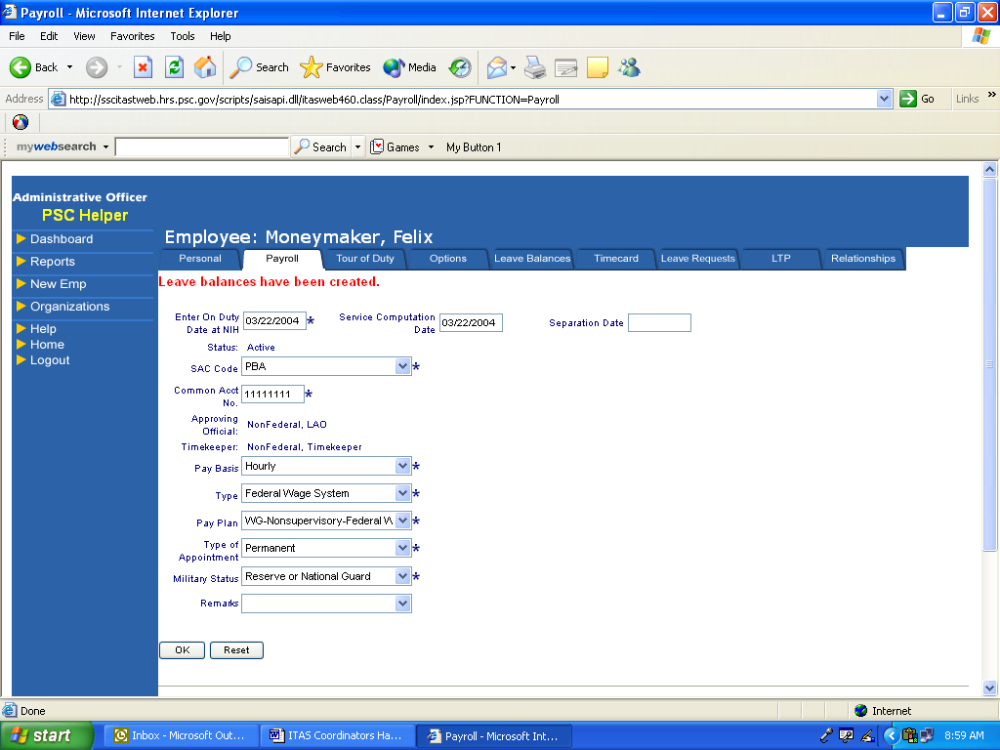 Payroll - Microsoft Internet Explorer
File Edit View Favorites Tools Help
Back Search Favorites Media
Address http://sscitastweb.hrs.psc.gov/scripts/saisapi.dll/itasweb460.class/Payroll/index.jsp?FUNCTION=Payroll Go Links »
mywebsearch Search Games My Button 1
Administrative Officer
PSC Helper
Dashboard
Reports
New Emp
Organizations
Help
Home
Logout
Employee: Moneymaker, Felix
Personal Payroll Tour of Duty Options Leave Balances Timecard Leave Requests LTP Relationships
Leave balances have been created.
Enter On Duty Date at NIH 03/22/2004 * Service Computation Date 03/22/2004 Separation Date
Status: Active
SAC Code PBA *
Common Acct No. 11111111 *
Approving Official: NonFederal, LAO
Timekeeper: NonFederal, Timekeeper
Pay Basis Hourly *
Type Federal Wage System *
Pay Plan WG-Nonsupervisory-Federal W *
Type of Appointment Permanent *
Military Status Reserve or National Guard *
Remarks
OK Reset
Done Internet
start Inbox - Microsoft Out... ITAS Coordinators Ha... Payroll - Microsoft Int... 8:59 AM